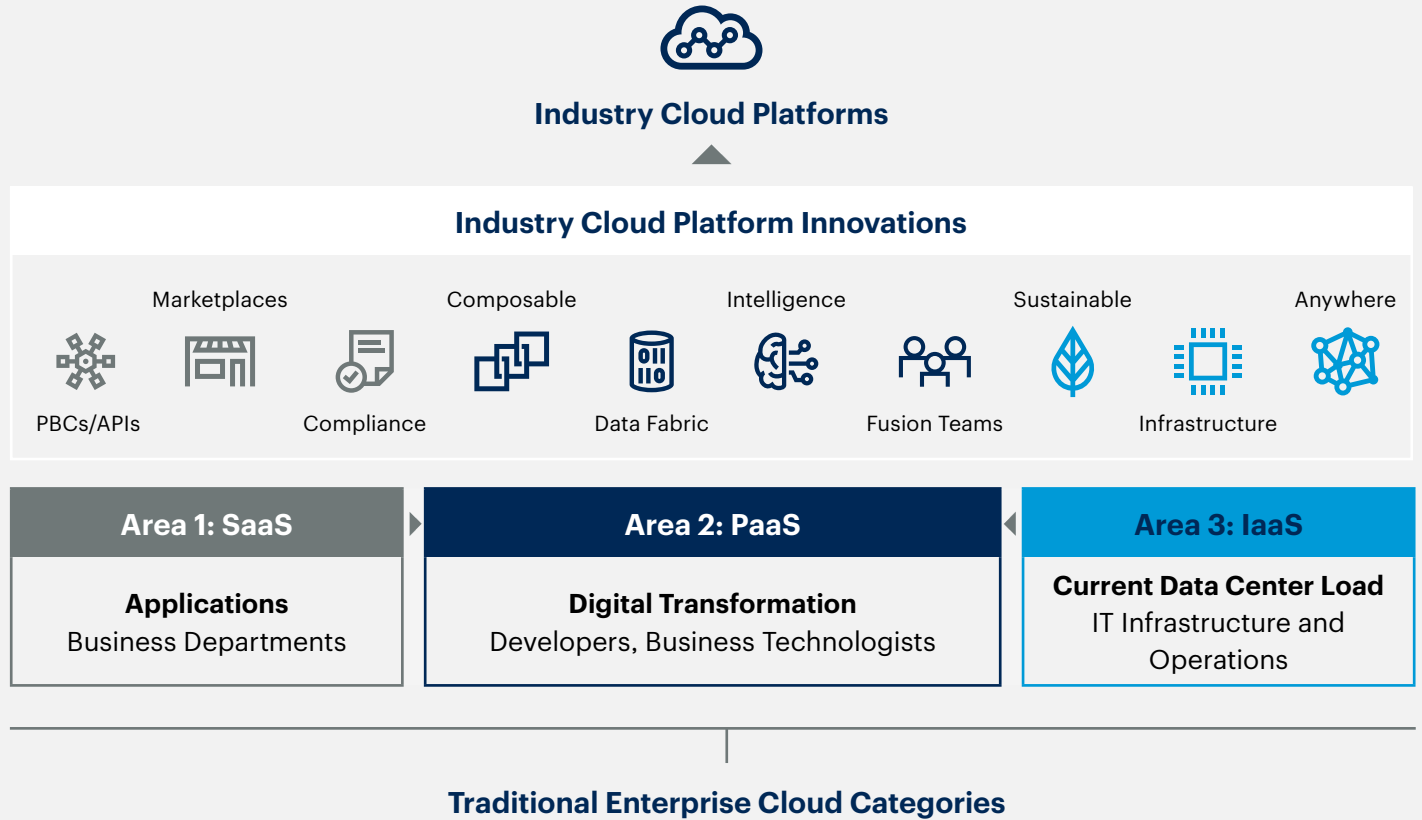 Industry Cloud Platforms
Industry Cloud Platform Innovations
Marketplaces
Composable
Intelligence
Sustainable
Anywhere
OII
IIO
PBCs/APIs
Compliance
Data Fabric
Fusion Teams
Infrastructure
Area 1: SaaS
Applications
Business Departments
Area 2: PaaS
Digital Transformation
Developers, Business Technologists
Area 3: IaaS
Current Data Center Load
IT Infrastructure and
Operations
Traditional Enterprise Cloud Categories